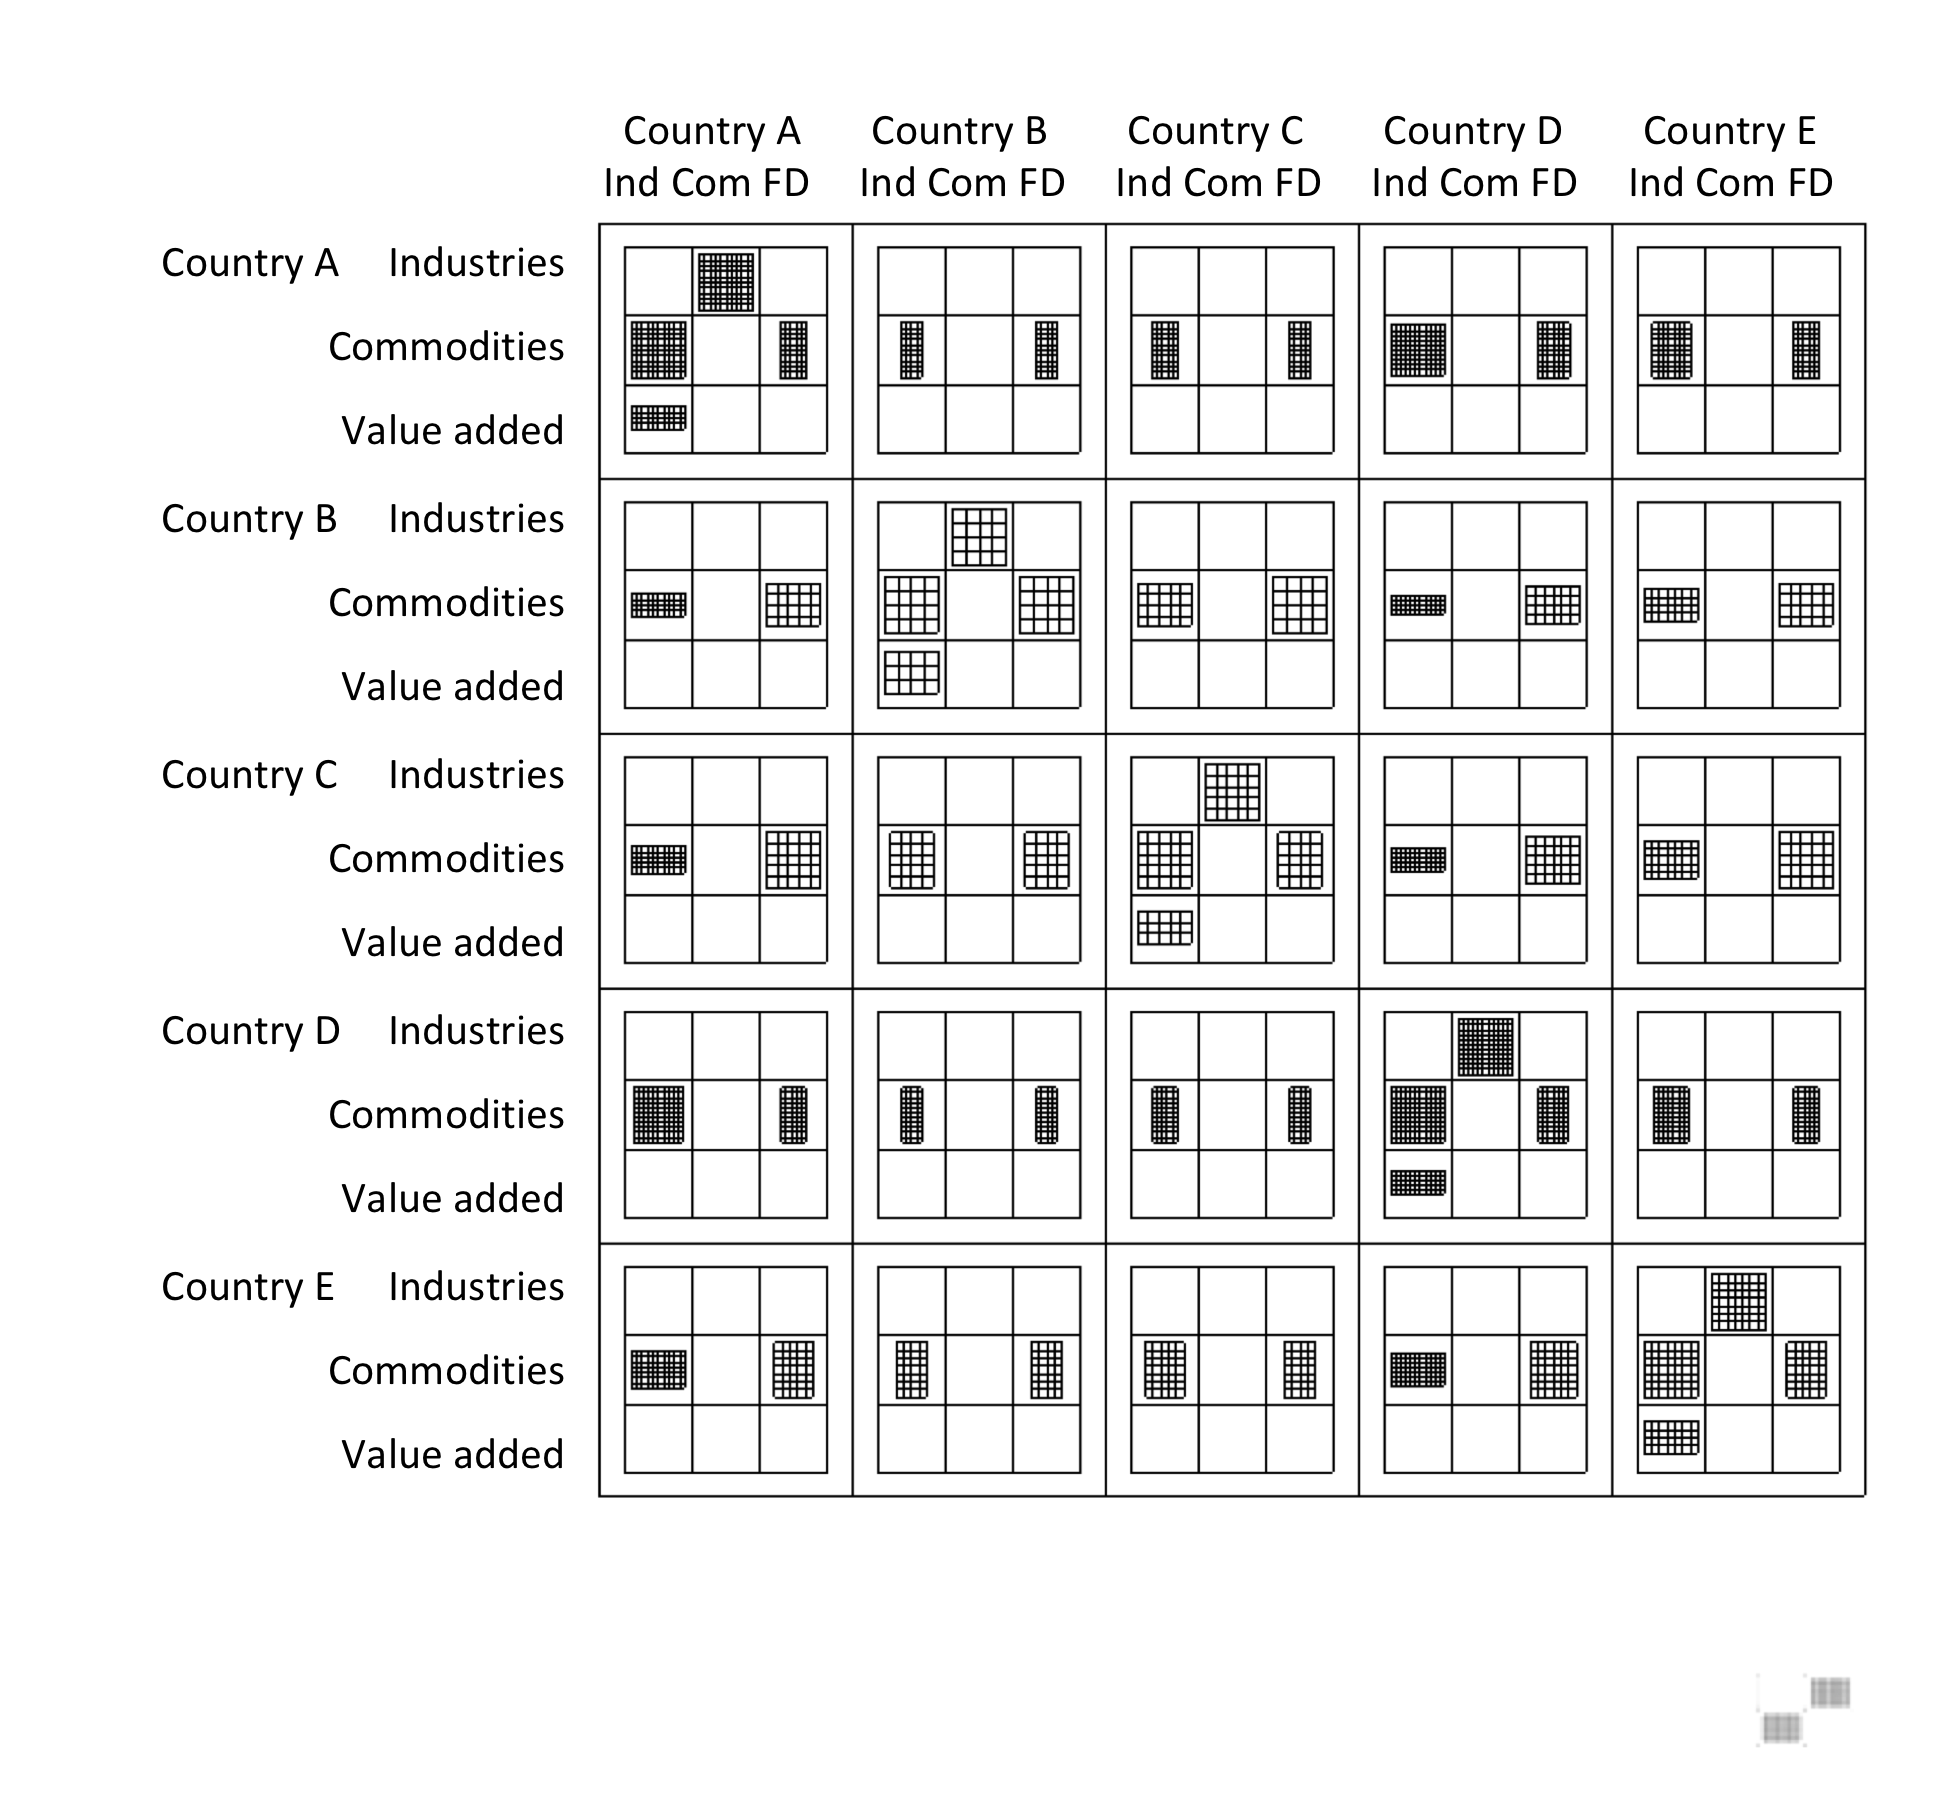 Country A Country B Country C Country D Country E
Ind Com FD Ind Com FD Ind Com FD Ind Com FD Ind Com FD
Country A Industries
Commodities
Value added
Country B Industries
Commodities
Value added
Country C Industries
Commodities
Value added
Country D Industries
Commodities
Value added
Country E Industries
Commodities
Value added